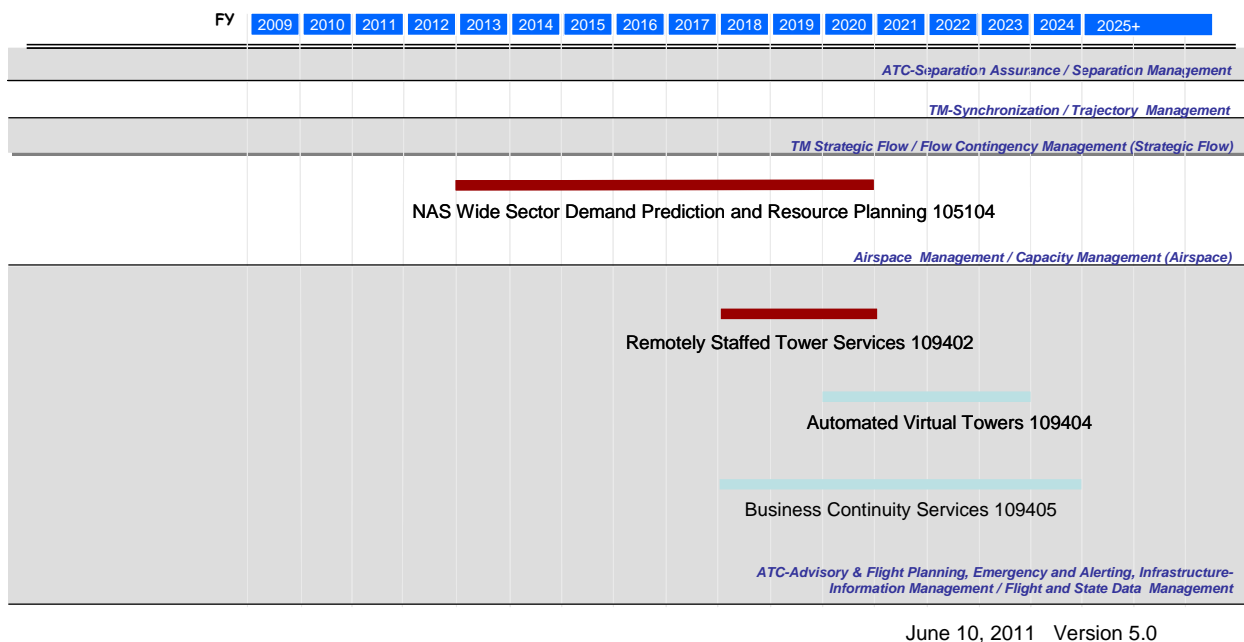 FY 2009 2010 2011 2012 2013 2014 2015 2016 2017 2018 2019 2020 2021 2022 2023 2024 2025+
ATC-Separation Assurance / Separation Management
TM-Synchronization / Trajectory Management
TM Strategic Flow / Flow Contingency Management (Strategic Flow)
NAS Wide Sector Demand Prediction and Resource Planning 105104
Airspace Management / Capacity Management (Airspace)
Remotely Staffed Tower Services 109402
Automated Virtual Towers 109404
Business Continuity Services 109405
ATC-Advisory & Flight Planning, Emergency and Alerting, Infrastructure-
Information Management / Flight and State Data Management
June 10, 2011 Version 5.0